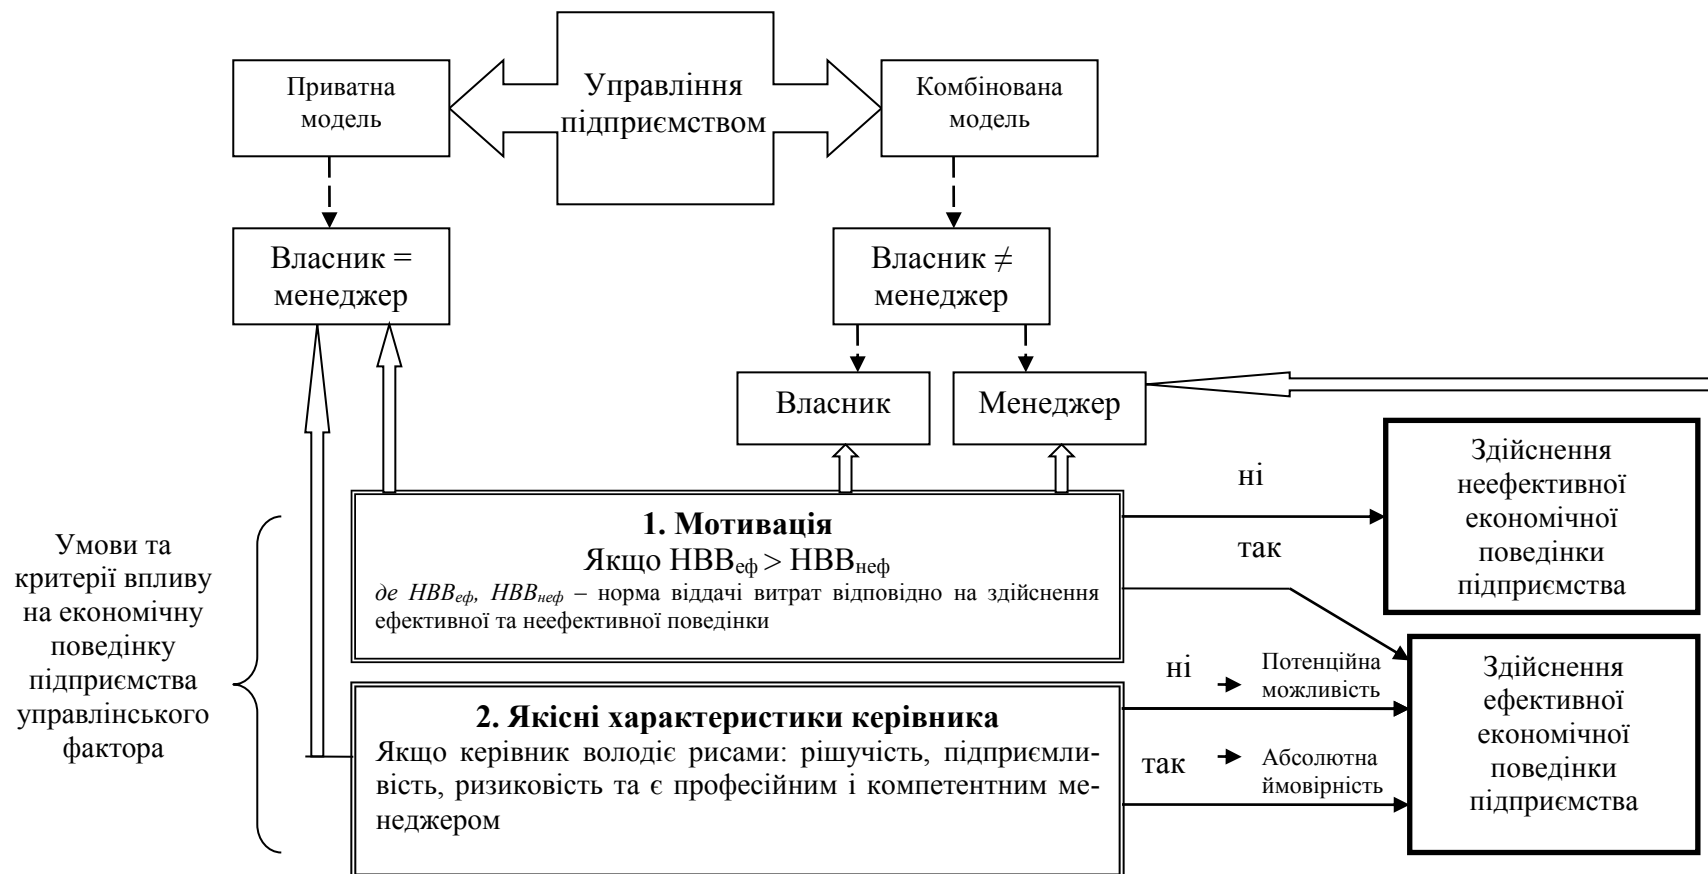 Приватна
модель
Управління
підприємством
Комбінована
модель
Власник =
менеджер
Власник ≠
менеджер
Власник
Менеджер
Умови та
критерії впливу
на економічну
поведінку
підприємства
управлінського
фактора
1. Мотивація
Якщо НВВеф > НВВнеф
де НВВеф, НВВнеф – норма віддачі витрат відповідно на здійснення
ефективної та неефективної поведінки
2. Якісні характеристики керівника
Якщо керівник володіє рисами: рішучість, підприємли-
вість, ризиковість та є професійним і компетентним ме-
неджером
ні
так
ні
Потенційна
можливість
так
Абсолютна
ймовірність
Здійснення
неефективної
економічної
поведінки
підприємства
Здійснення
ефективної
економічної
поведінки
підприємства